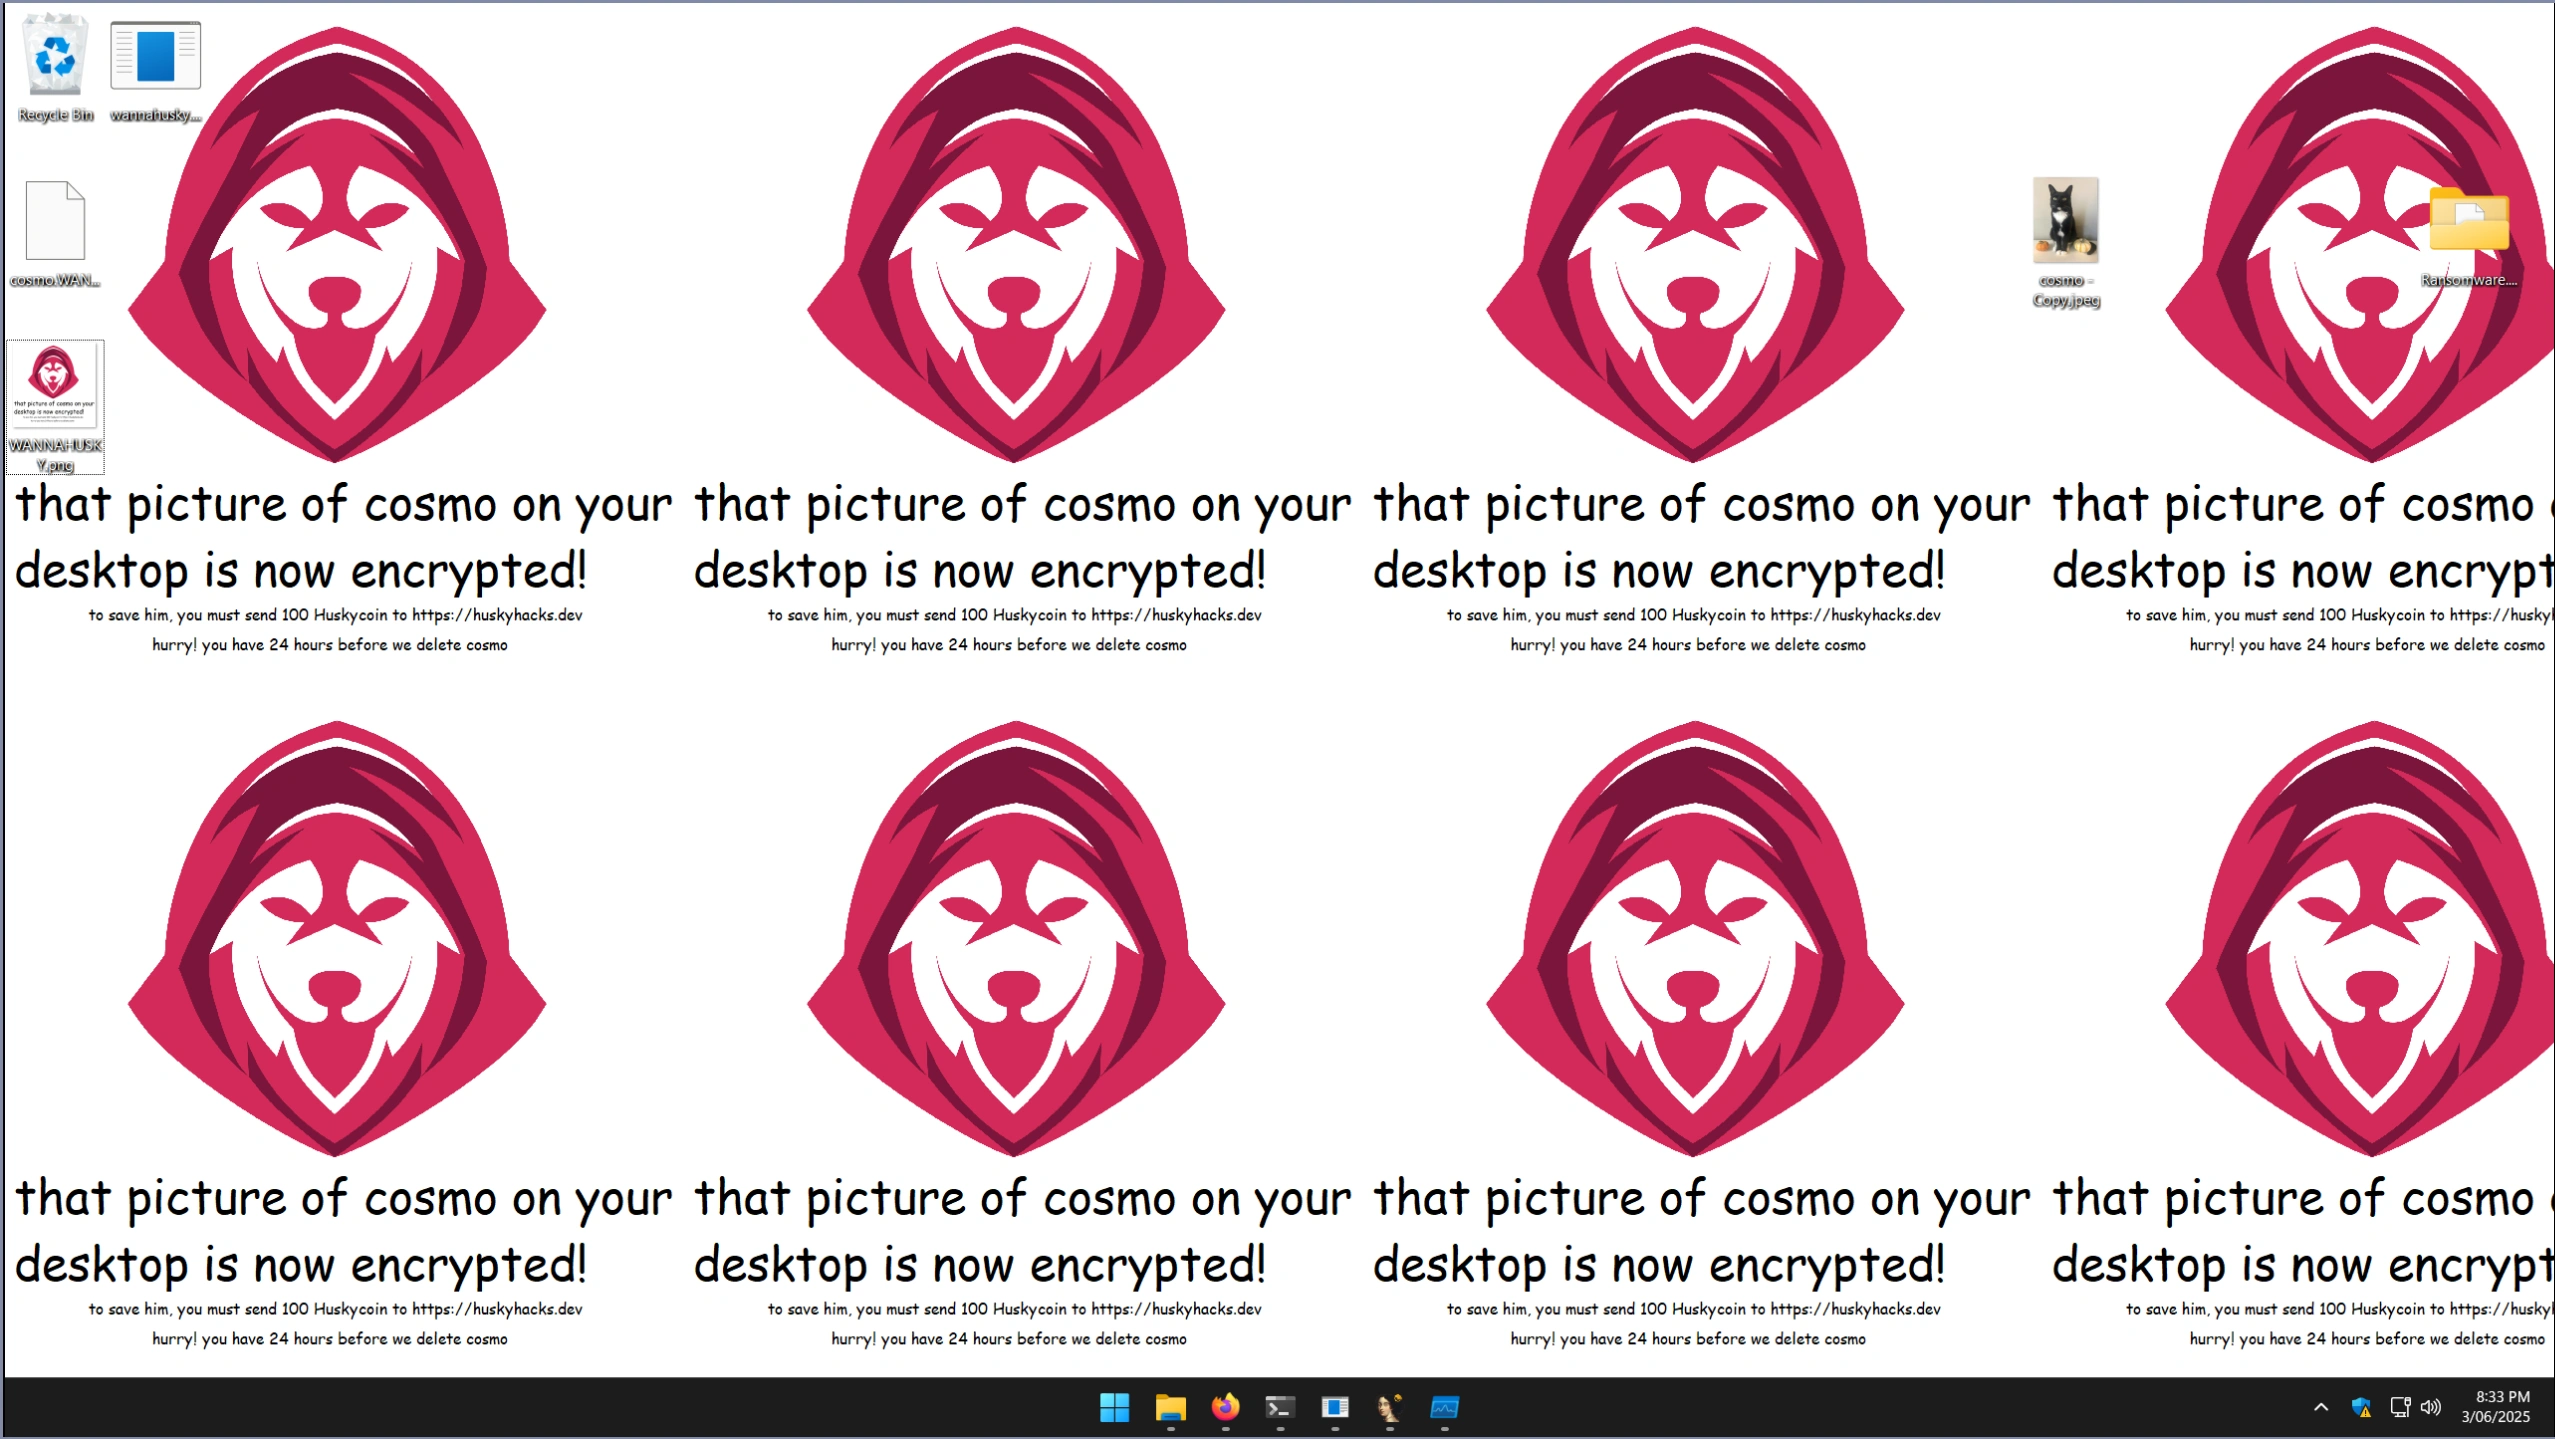 Recycle Bin
wannahusky....
cosmo.WAN...
that picture of cosmo on your
desktop is now encrypted!
WANNAHUSK
Y.png
cosmo -
Copy.jpeg
Ransomware....
that picture of cosmo on your
desktop is now encrypted!
to save him, you must send 100 Huskycoin to https://huskyhacks.dev
hurry! you have 24 hours before we delete cosmo
that picture of cosmo on your
desktop is now encrypted!
to save him, you must send 100 Huskycoin to https://huskyhacks.dev
hurry! you have 24 hours before we delete cosmo
that picture of cosmo on your
desktop is now encrypted!
to save him, you must send 100 Huskycoin to https://huskyhacks.dev
hurry! you have 24 hours before we delete cosmo
that picture of cosmo
desktop is now encrypt
to save him, you must send 100 Huskycoin to https://huskyh
hurry! you have 24 hours before we delete cosmo
that picture of cosmo on your
desktop is now encrypted!
to save him, you must send 100 Huskycoin to https://huskyhacks.dev
hurry! you have 24 hours before we delete cosmo
that picture of cosmo on your
desktop is now encrypted!
to save him, you must send 100 Huskycoin to https://huskyhacks.dev
hurry! you have 24 hours before we delete cosmo
that picture of cosmo on your
desktop is now encrypted!
to save him, you must send 100 Huskycoin to https://huskyhacks.dev
hurry! you have 24 hours before we delete cosmo
that picture of cosmo
desktop is now encrypt
to save him, you must send 100 Huskycoin to https://huskyh
hurry! you have 24 hours before we delete cosmo
8:33 PM
3/06/2025